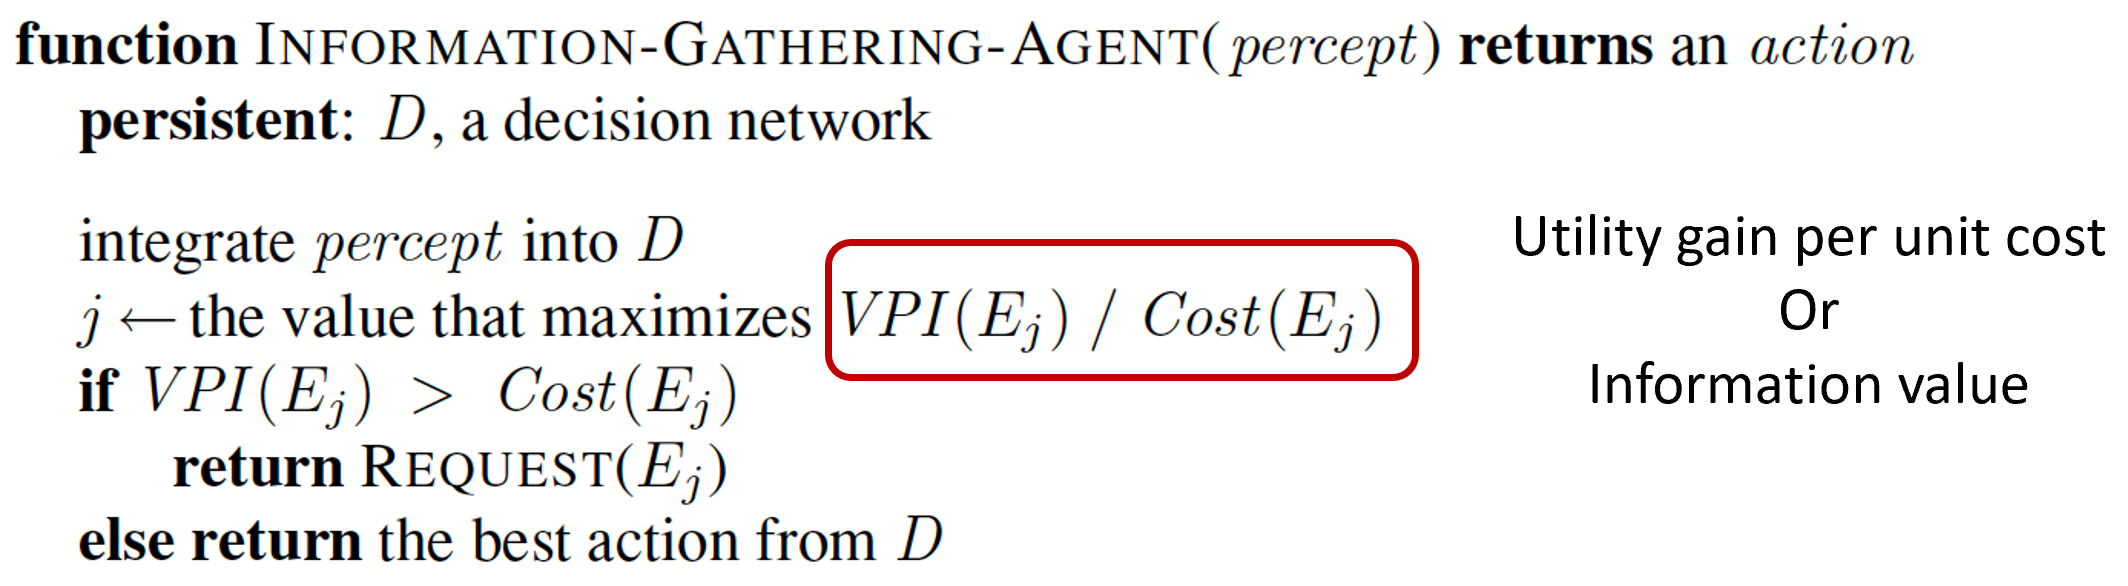 function INFORMATION-GATHERING-AGENT(percept) returns an action
persistent: D, a decision network
integrate percept into D
j ← the value that maximizes VPI(E_j) / Cost(E_j)
if VPI(E_j) > Cost(E_j)
return REQUEST(E_j)
else return the best action from D
Utility gain per unit cost
Or
Information value